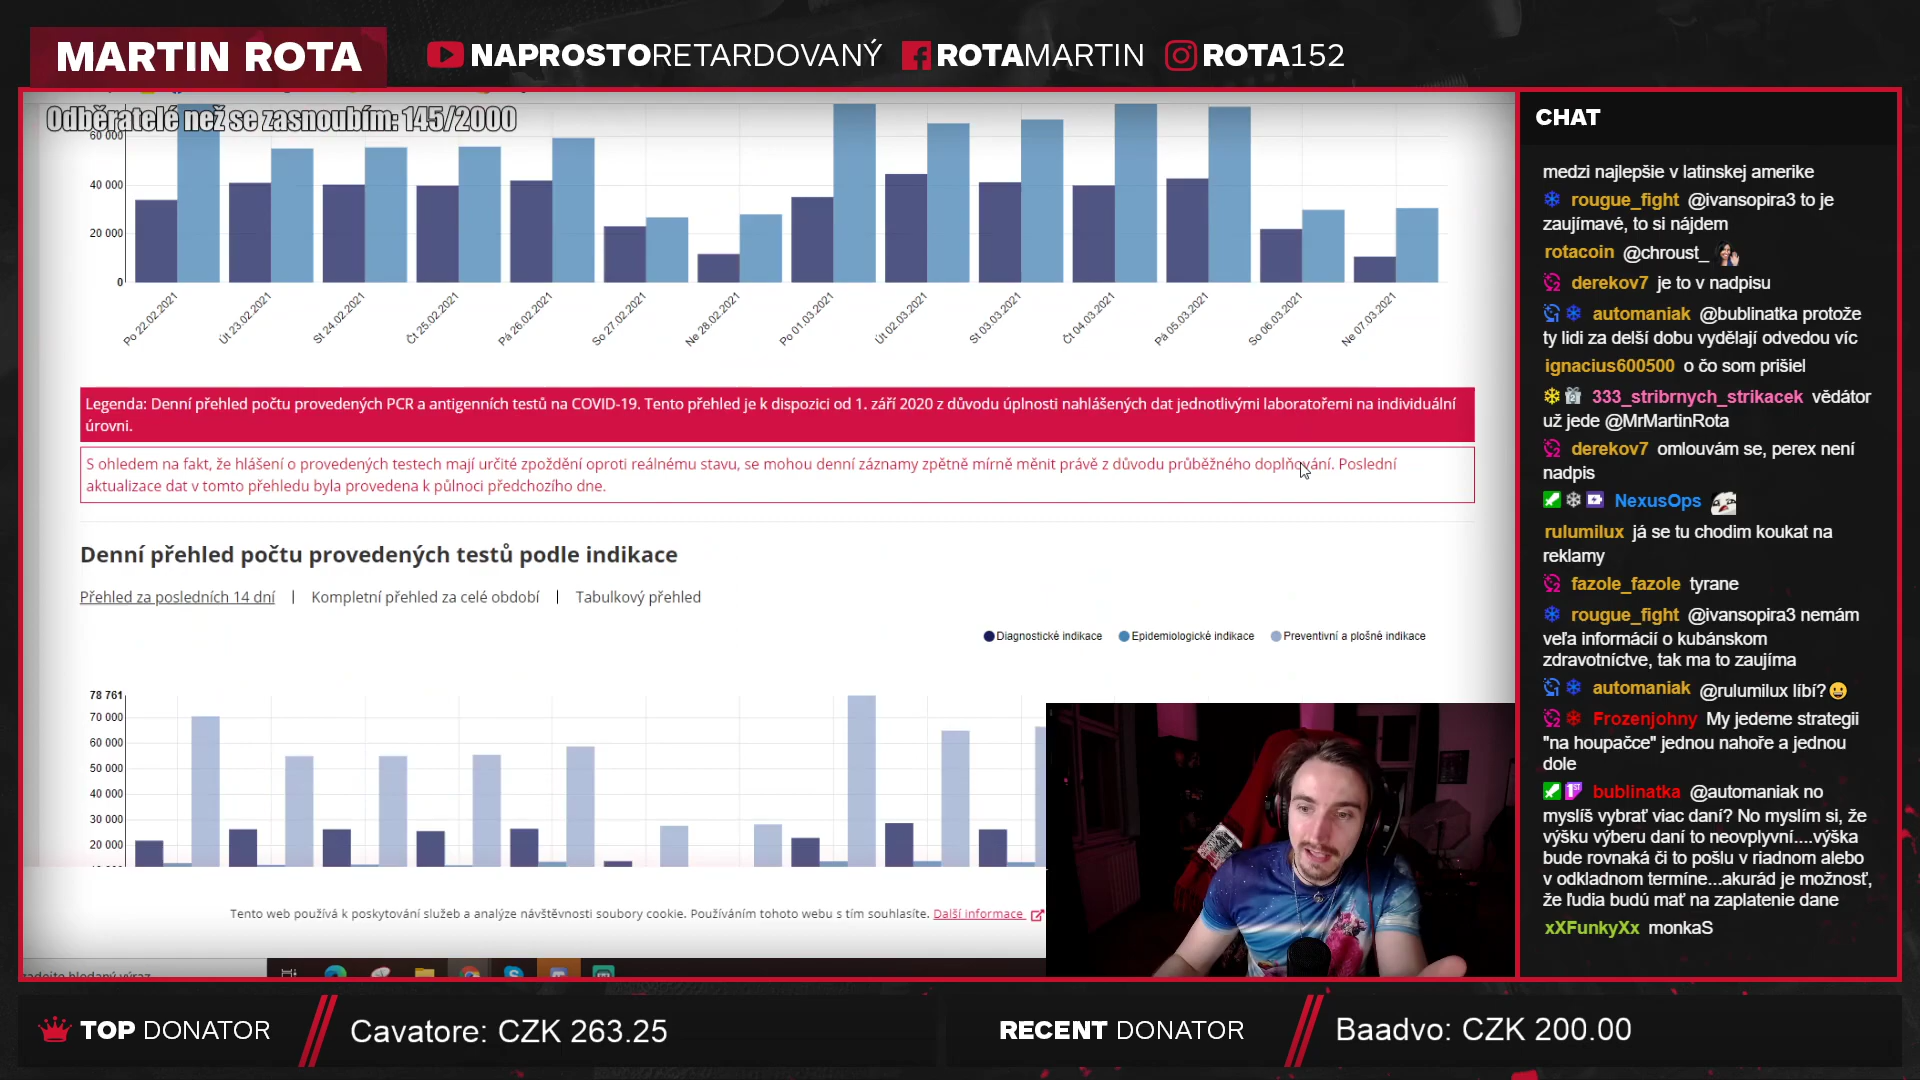 MARTIN ROTA
NAPROSTORETARDOVANÝ
ROTAMARTIN
ROTA152
Odběratelé než se zasnoubím: 145/2000
60 000
40 000
20 000
0
Po 22.02.2021
Út 23.02.2021
St 24.02.2021
Čt 25.02.2021
Pá 26.02.2021
So 27.02.2021
Ne 28.02.2021
Po 01.03.2021
Út 02.03.2021
St 03.03.2021
Čt 04.03.2021
Pá 05.03.2021
So 06.03.2021
Ne 07.03.2021
Legenda: Denní přehled počtu provedených PCR a antigenních testů na COVID-19. Tento přehled je k dispozici od 1. září 2020 z důvodu úplnosti nahlášených dat jednotlivými laboratořemi na individuální
úrovni.
S ohledem na fakt, že hlášení o provedených testech mají určité zpoždění oproti reálnému stavu, se mohou denní záznamy zpětně mírně měnit právě z důvodu průběžného doplňování. Poslední
aktualizace dat v tomto přehledu byla provedena k půlnoci předchozího dne.
Denní přehled počtu provedených testů podle indikace
Přehled za posledních 14 dní | Kompletní přehled za celé období | Tabulkový přehled
Diagnostické indikace Epidemiologické indikace Preventivní a plošné indikace
78 761
70 000
60 000
50 000
40 000
30 000
20 000
Tento web používá k poskytování služeb a analýze návštěvnosti soubory cookie. Používáním tohoto webu s tím souhlasíte. Další informace
CHAT
medzi najlepšie v latinskej amerike
rougue_fight @ivansopira3 to je
zaujímavé, to si nájdem
rotacoin @chroust_
derekov7 je to v nadpisu
automaniak @bublinatka protože
ty lidi za delší dobu vydělají odvedou víc
ignacius600500 o čo som prišiel
333_stribrnych_strikacek vědátor
už jede @MrMartinRota
derekov7 omlouvám se, perex není
nadpis
NexusOps
rulumilux já se tu chodim koukat na
reklamy
fazole_fazole tyrane
rougue_fight @ivansopira3 nemám
veľa informácií o kubánskom
zdravotníctve, tak ma to zaujíma
automaniak @rulumilux líbí?
Frozenjohny My jedeme strategii
"na houpačce" jednou nahoře a jednou
dole
bublinatka @automaniak no
myslíš vybrať viac daní? No myslím si, že
výšku výberu daní to neovplyvní....výška
bude rovnaká či to pošlu v riadnom alebo
v odkladnom termíne...akurád je možnosť,
že ľudia budú mať na zaplatenie dane
xXFunkyXx monkaS
TOP DONATOR
Cavatore: CZK 263.25
RECENT DONATOR
Baadvo: CZK 200.00